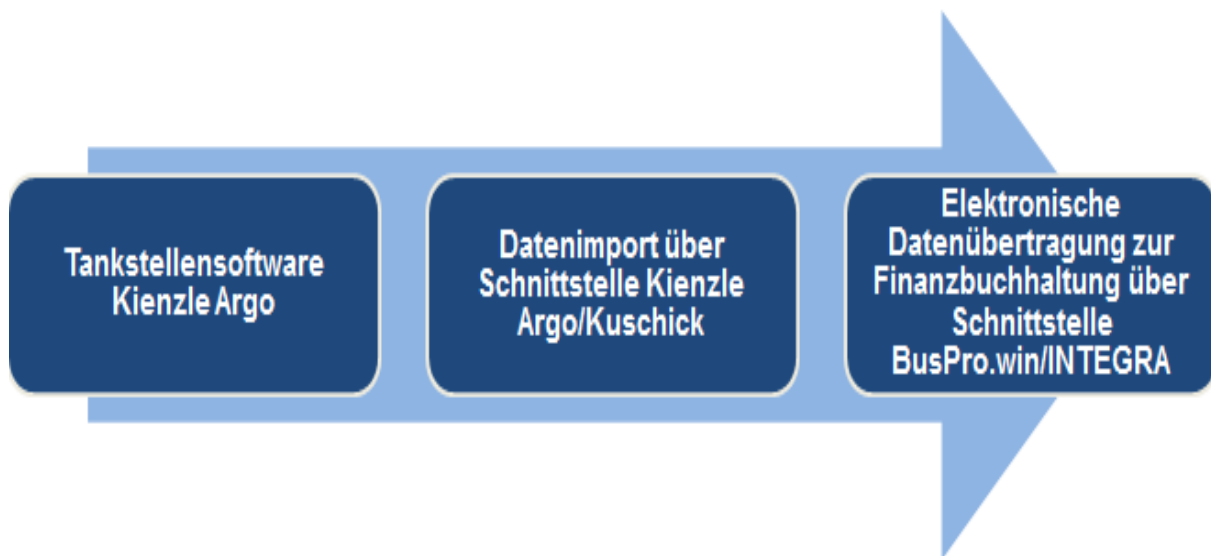 Tankstellensoftware
Kienzle Argo
Datenimport über
Schnittstelle Kienzle
Argo/Kuschick
Elektronische
Datenübertragung zur
Finanzbuchhaltung über
Schnittstelle
BusPro.win/INTEGRA